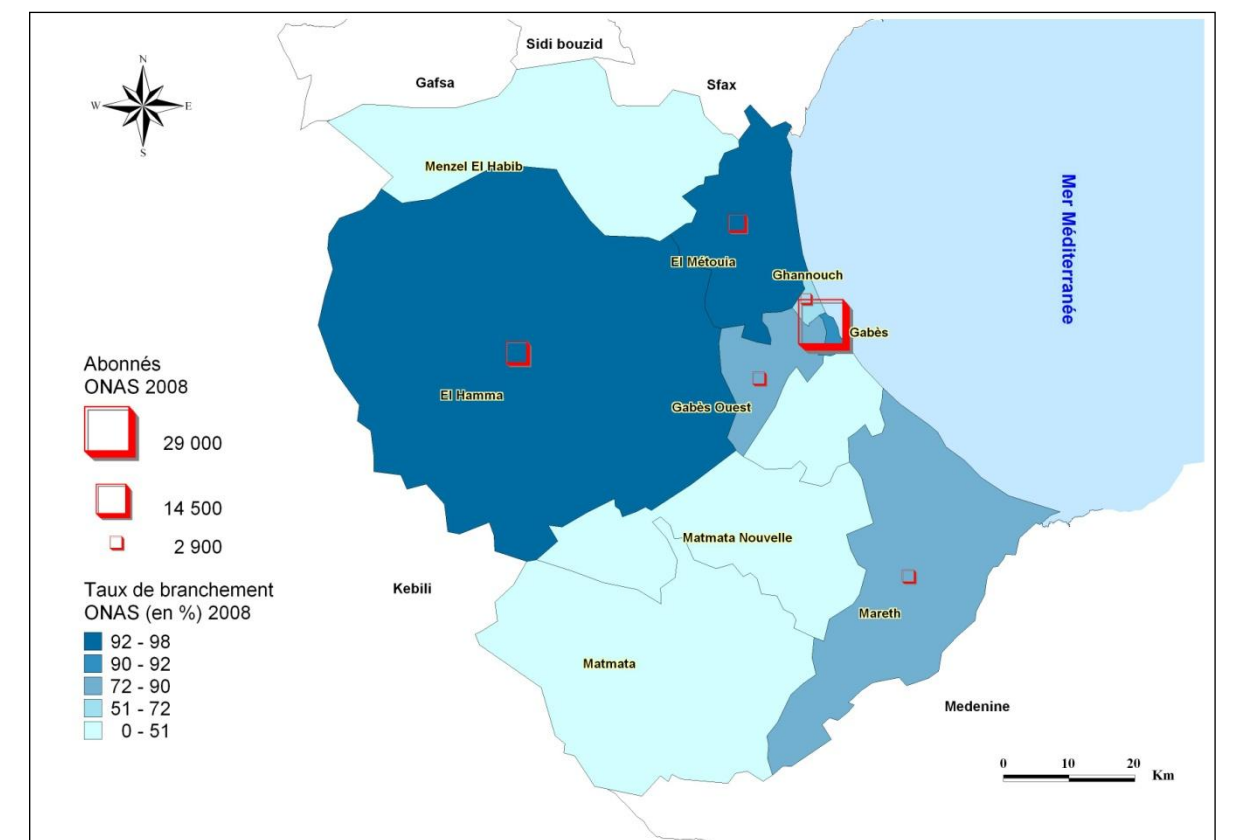 Sidi bouzid
Gafsa
Sfax
N
W
E
S
Menzel El Habib
Mer Méditerranée
El Métouia
Ghannouch
Gabès
El Hamma
Gabès Ouest
Matmata Nouvelle
Kebili
Mareth
Matmata
Medenine
Abonnés
ONAS 2008
29 000
14 500
2 900
Taux de branchement
ONAS (en %) 2008
92 - 98
90 - 92
72 - 90
51 - 72
0 - 51
0 10 20
Km